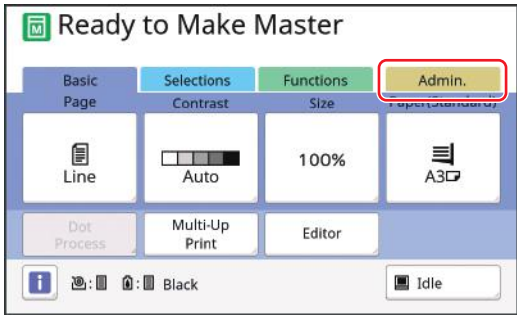 Ready to Make Master
Basic Selections Functions Admin.
Page Contrast Size Paper(Standard)
Line Auto 100% A3
Dot Process Multi-Up Print Editor
i : : Black Idle